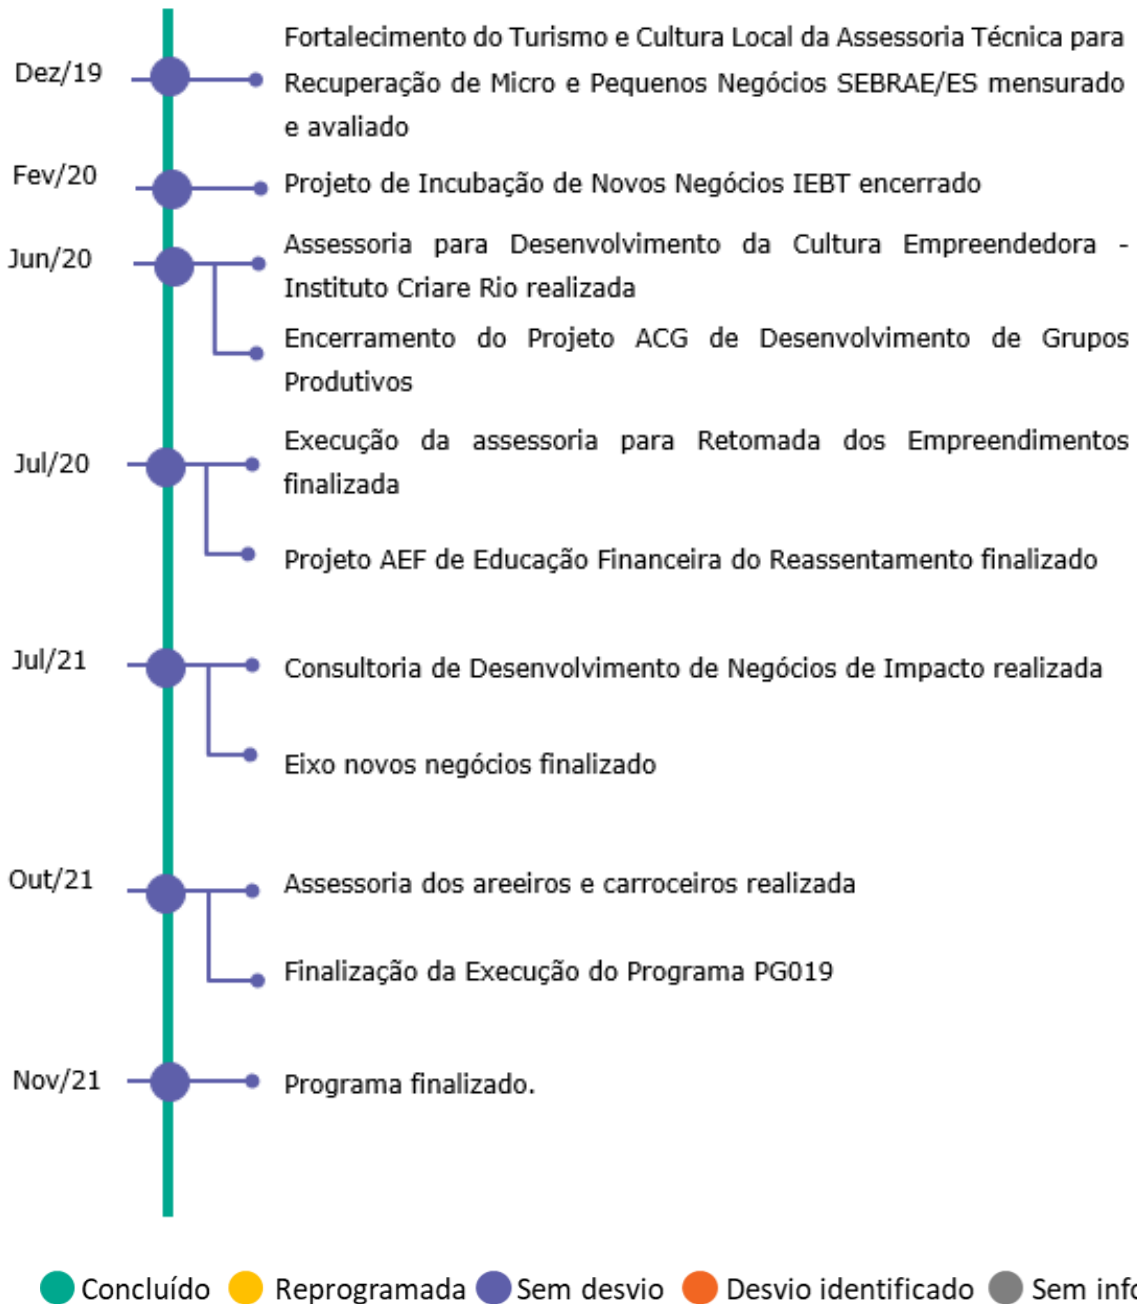 Fortalecimento do Turismo e Cultura Local da Assessoria Técnica para
Dez/19
Recuperação de Micro e Pequenos Negócios SEBRAE/ES mensurado
e avaliado
Fev/20
Projeto de Incubação de Novos Negócios IEBT encerrado
Jun/20
Assessoria para Desenvolvimento da Cultura Empreendedora -
Instituto Criare Rio realizada
Encerramento do Projeto ACG de Desenvolvimento de Grupos
Produtivos
Jul/20
Execução da assessoria para Retomada dos Empreendimentos
finalizada
Projeto AEF de Educação Financeira do Reassentamento finalizado
Jul/21
Consultoria de Desenvolvimento de Negócios de Impacto realizada
Eixo novos negócios finalizado
Out/21
Assessoria dos areeiros e carroceiros realizada
Finalização da Execução do Programa PG019
Nov/21
Programa finalizado.
Concluído Reprogramada Sem desvio Desvio identificado Sem info